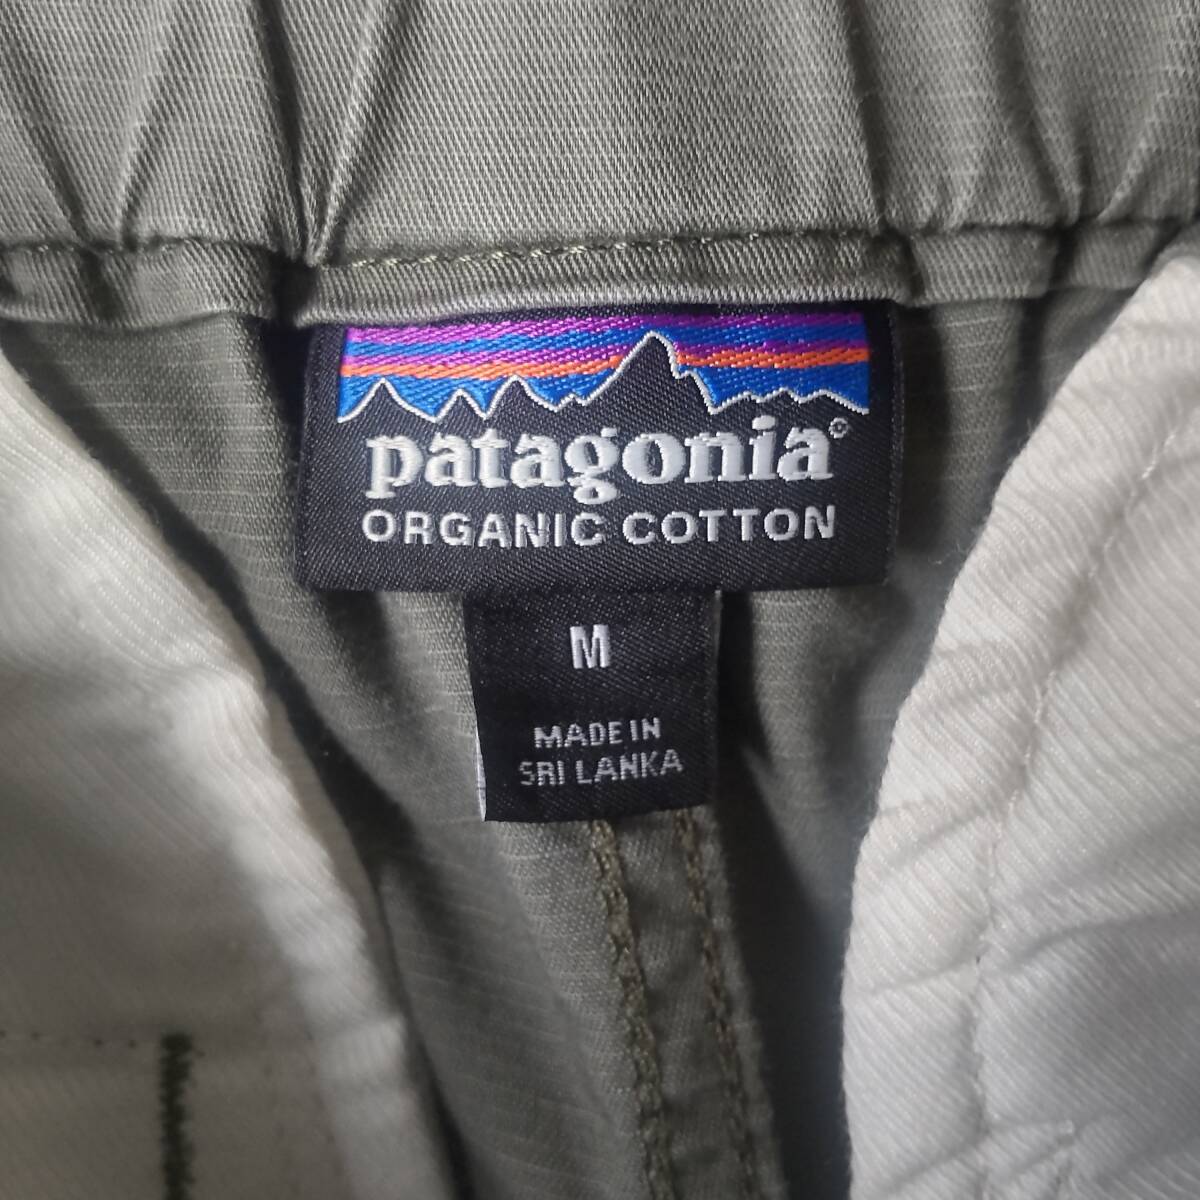 patagonia®
ORGANIC COTTON
M
MADE IN
SRI LANKA